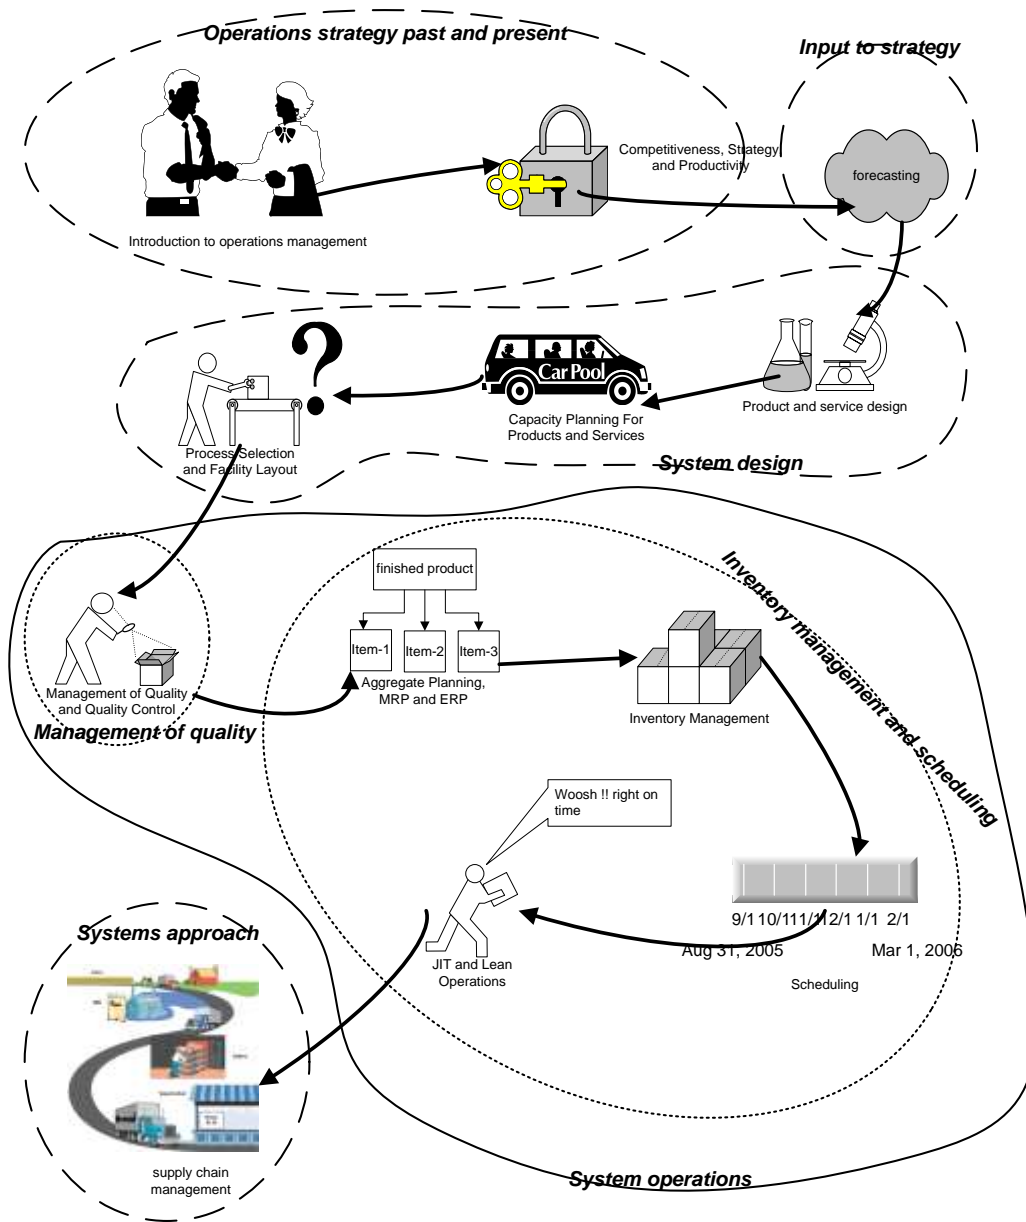 Operations strategy past and present
Input to strategy
Competitiveness, Strategy,
and Productivity
forecasting
Introduction to operations management
Car Pool
Product and service design
Capacity Planning For
Products and Services
Process Selection
and Facility Layout
System design
finished product
Item-1
Item-2
Item-3
Aggregate Planning,
MRP and ERP
Inventory Management
Inventory management and scheduling
Management of Quality
and Quality Control
Management of quality
Woosh !! right on
time
9/1 10/1 11/1 12/1 1/1 2/1
Aug 31, 2005
Mar 1, 2006
Scheduling
JIT and Lean
Operations
Systems approach
supply chain
management
System operations